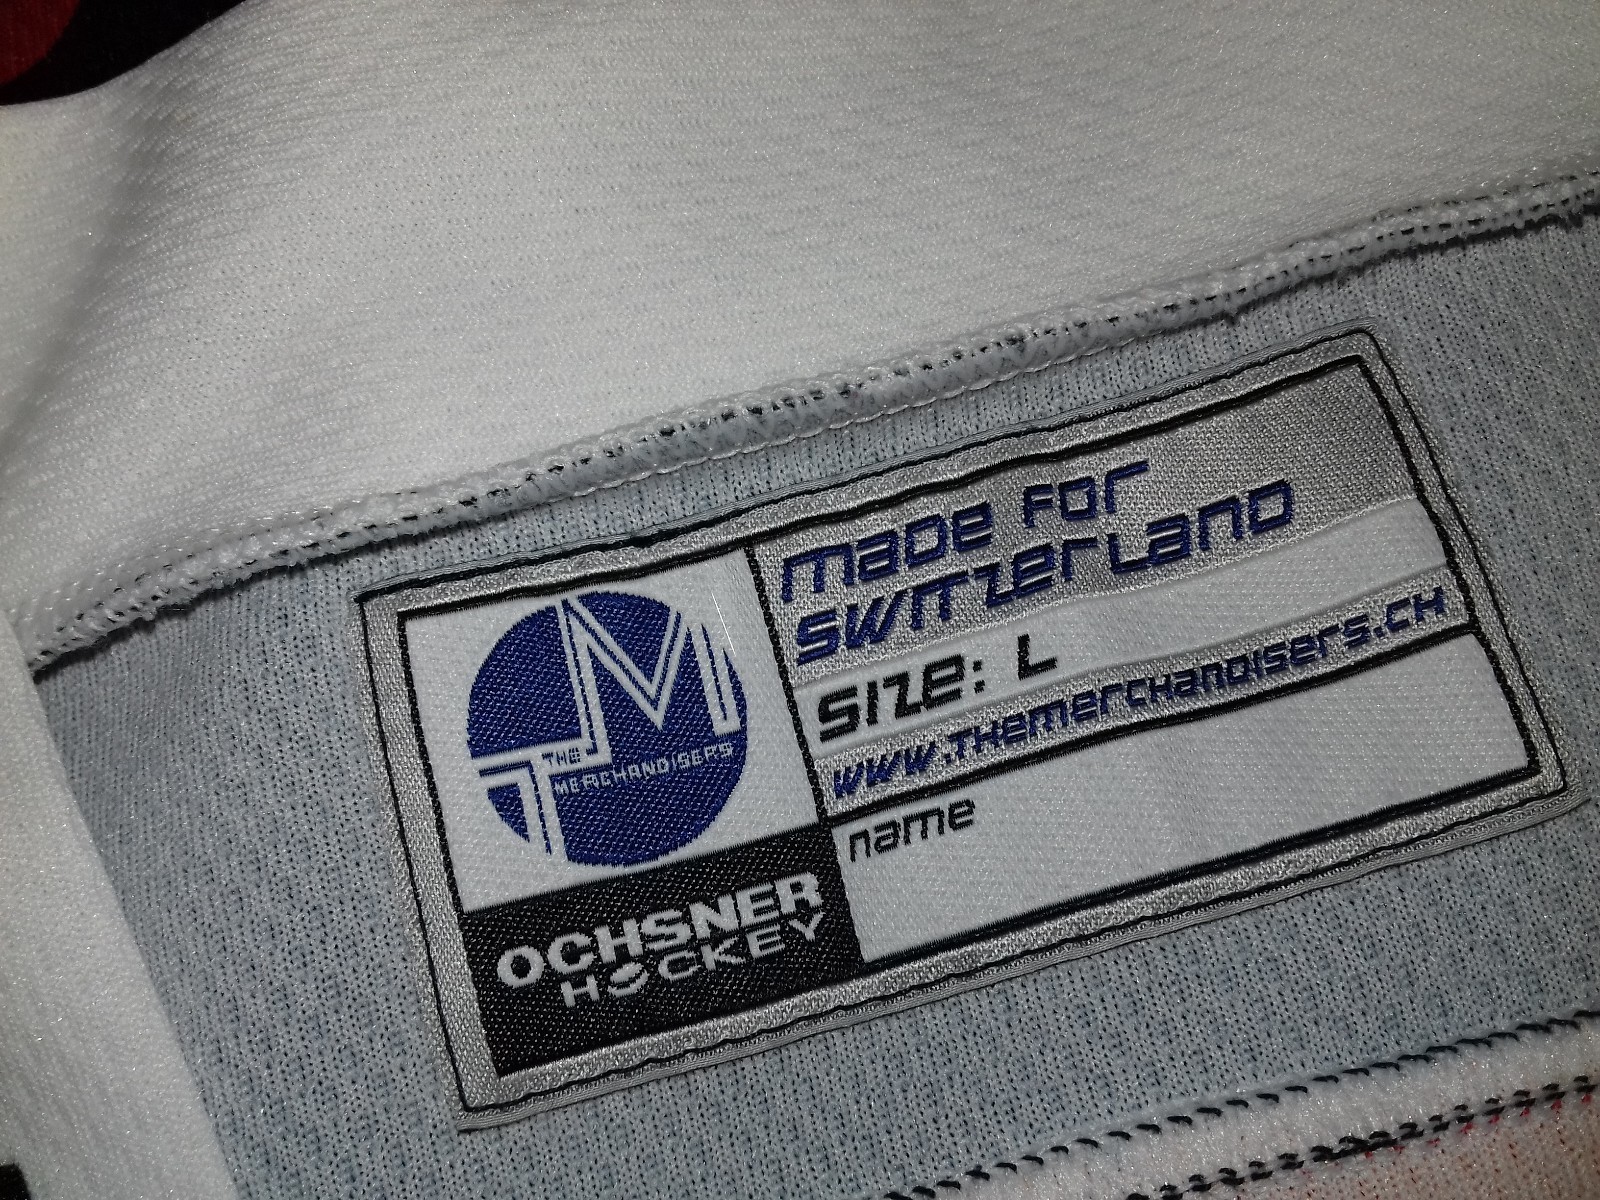 THE
MERCHANDISERS
OCHSNER
HOCKEY
made for
switzerland
size: L
www.themerchandisers.ch
name